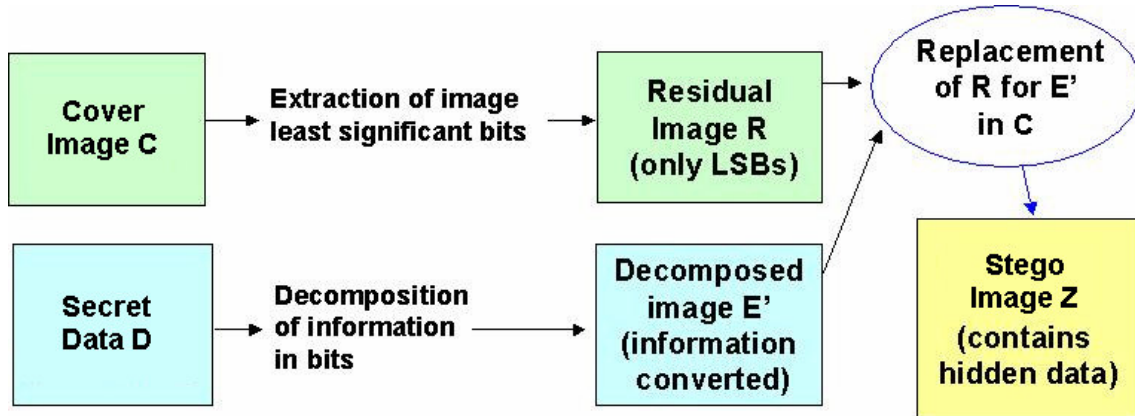 Cover
Image C
Extraction of image
least significant bits
Residual
Image R
(only LSBs)
Replacement
of R for E’
in C
Secret
Data D
Decomposition
of information
in bits
Decomposed
image E’
(information
converted)
Stego
Image Z
(contains
hidden data)